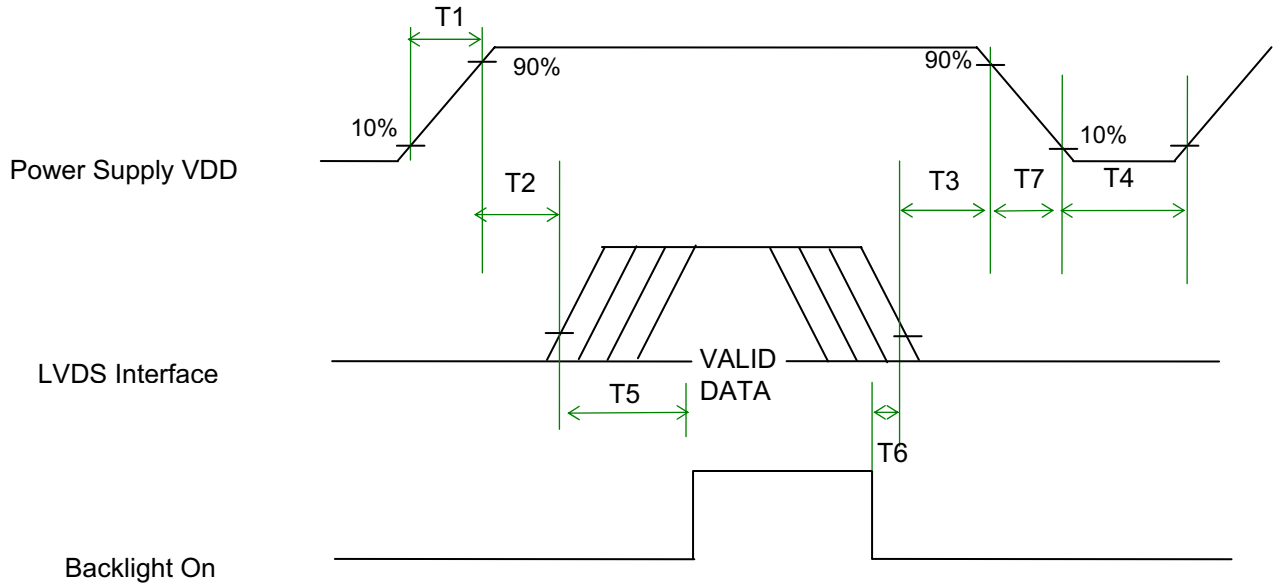 T1
90%
90%
10%
10%
Power Supply VDD
T2
T3
T7
T4
VALID
DATA
LVDS Interface
T5
T6
Backlight On